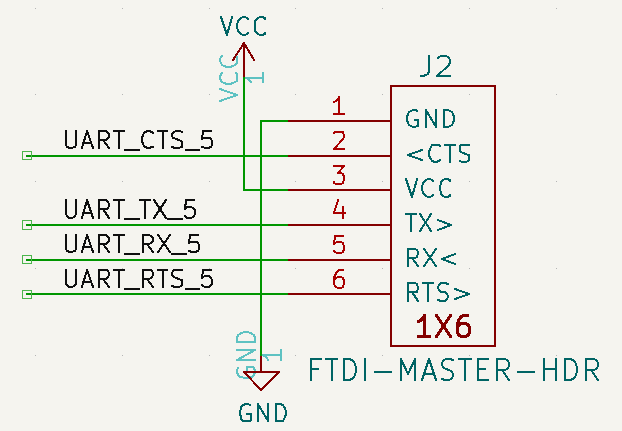 VCC
VCC 1
J2
1 GND
UART_CTS_5 2 <CTS
3 VCC
UART_TX_5 4 TX>
UART_RX_5 5 RX<
UART_RTS_5 6 RTS>
1X6
GND 1
FTDI-MASTER-HDR
GND